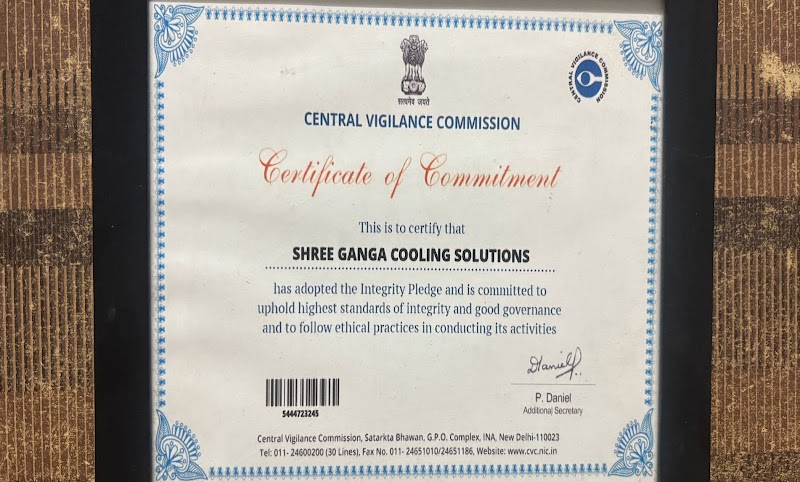 सत्यमेव जयते
CENTRAL VIGILANCE COMMISSION
CENTRAL VIGILANCE COMMISSION
Certificate of Commitment
This is to certify that
SHREE GANGA COOLING SOLUTIONS
has adopted the Integrity Pledge and is committed to
uphold highest standards of integrity and good governance
and to follow ethical practices in conducting its activities
Daniel
5444723245
P. Daniel
Additional Secretary
Central Vigilance Commission, Satarkta Bhawan, G.P.O. Complex, INA, New Delhi-110023
Tel: 011- 24600200 (30 Lines), Fax No. 011- 24651010/24651186, Website: www.cvc.nic.in